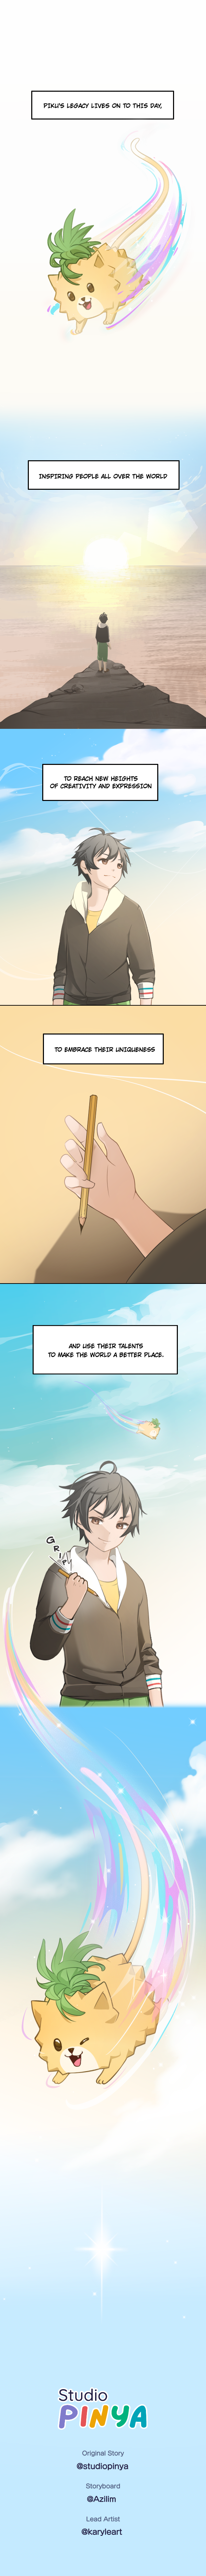 PIKU'S LEGACY LIVES ON TO THIS DAY,
INSPIRING PEOPLE ALL OVER THE WORLD
TO REACH NEW HEIGHTS
OF CREATIVITY AND EXPRESSION
TO EMBRACE THEIR UNIQUENESS
AND USE THEIR TALENTS
TO MAKE THE WORLD A BETTER PLACE.
GRIP
Studio
PINYA
Original Story
@studiopinya
Storyboard
@Azilim
Lead Artist
@karyleart